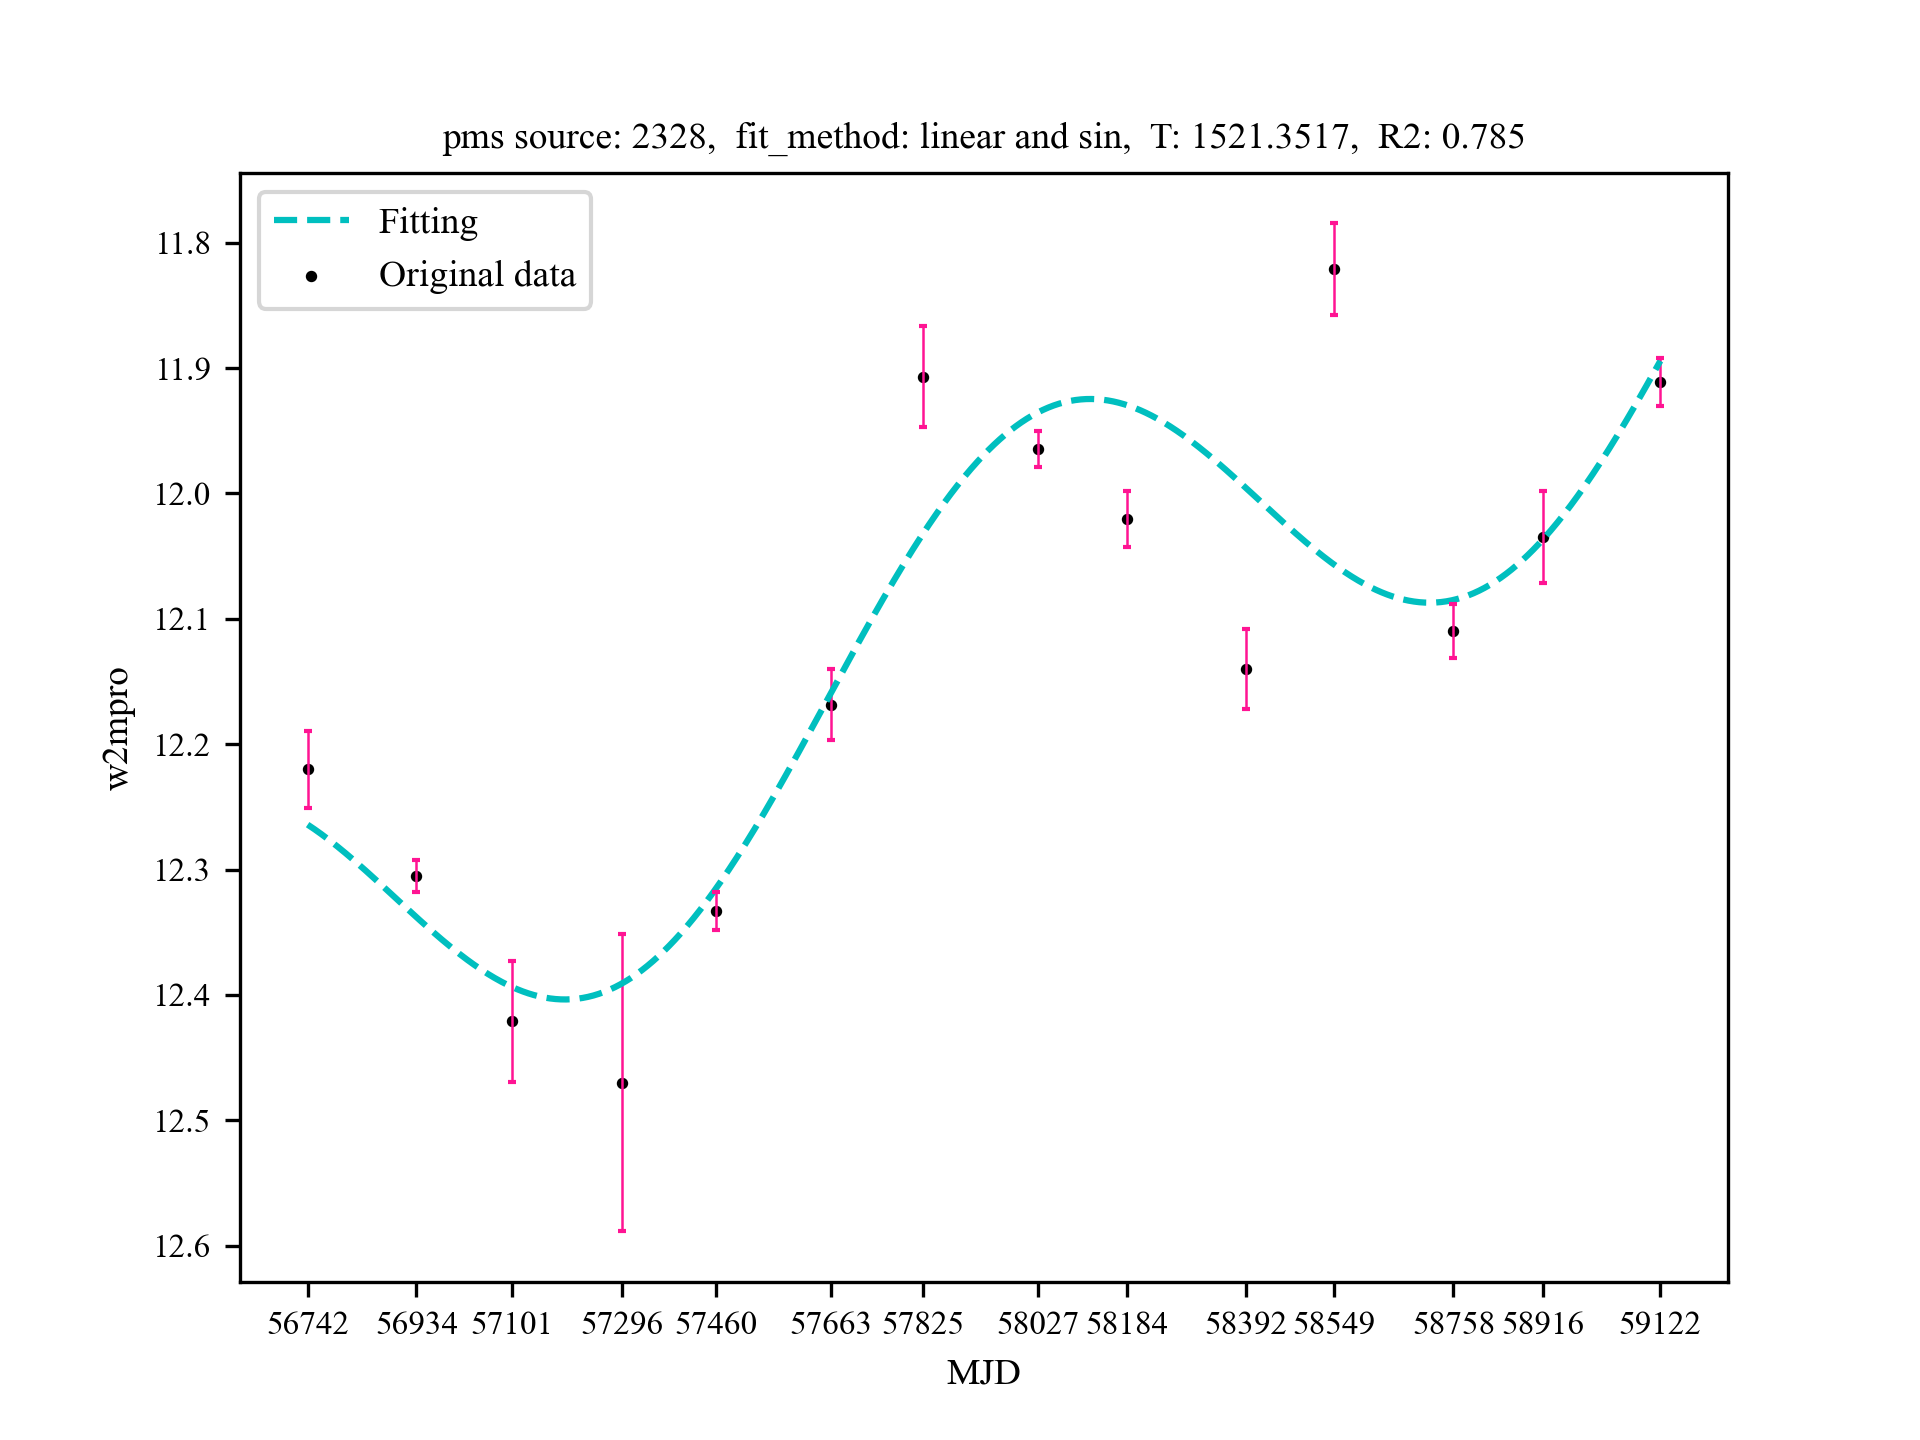 pms source: 2328,  fit_method: linear and sin,  T: 1521.3517,  R2: 0.785
Fitting
Original data
11.8
11.9
12.0
12.1
12.2
12.3
12.4
12.5
12.6
w2mpro
56742 56934 57101 57296 57460 57663 57825 58027 58184 58392 58549 58758 58916 59122
MJD